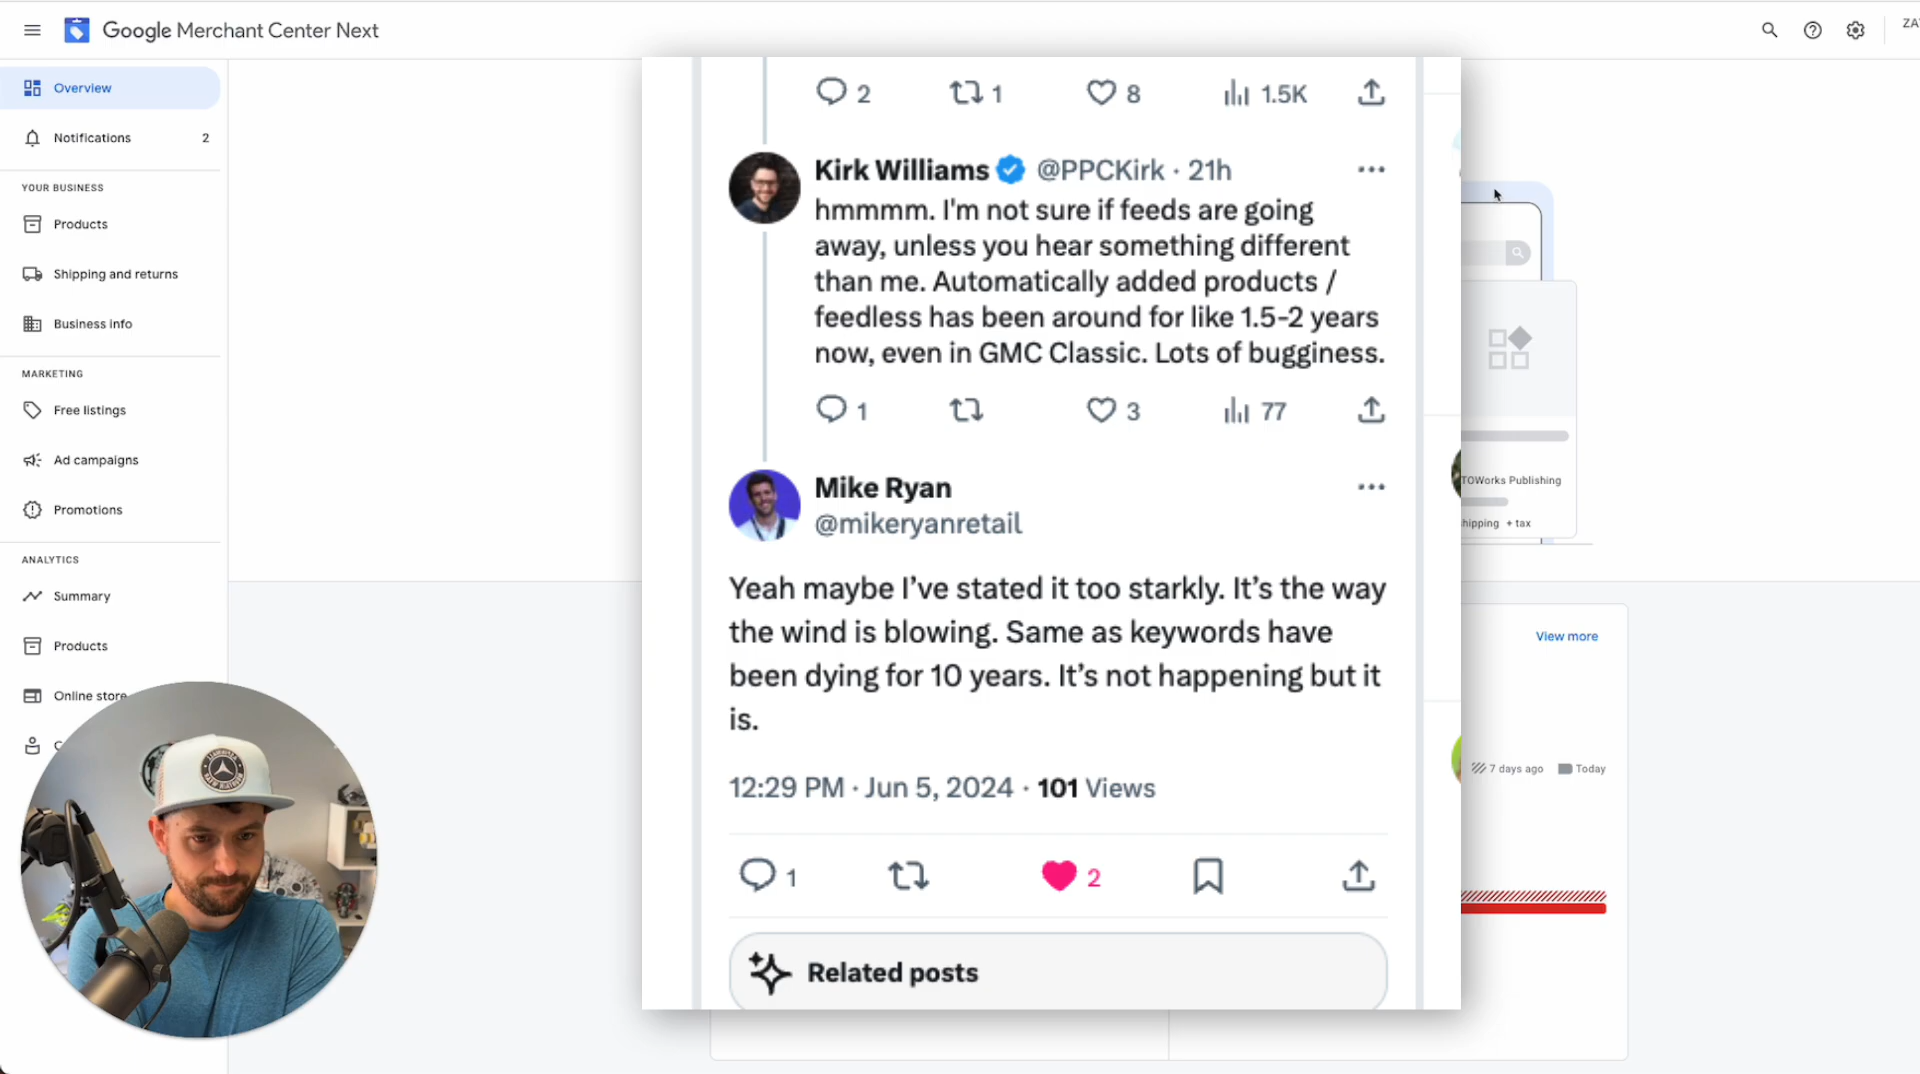 Google Merchant Center Next
ZA
Overview
Notifications 2
YOUR BUSINESS
Products
Shipping and returns
Business info
MARKETING
Free listings
Ad campaigns
Promotions
ANALYTICS
Summary
Products
Online store
2 1 8 1.5K
Kirk Williams @PPCKirk · 21h
hmmmm. I'm not sure if feeds are going
away, unless you hear something different
than me. Automatically added products /
feedless has been around for like 1.5-2 years
now, even in GMC Classic. Lots of bugginess.
1 3 77
Mike Ryan
@mikeryanretail
Yeah maybe I’ve stated it too starkly. It’s the way
the wind is blowing. Same as keywords have
been dying for 10 years. It’s not happening but it
is.
12:29 PM · Jun 5, 2024 · 101 Views
1 2
Related posts
TOWorks Publishing
hipping + tax
View more
7 days ago Today